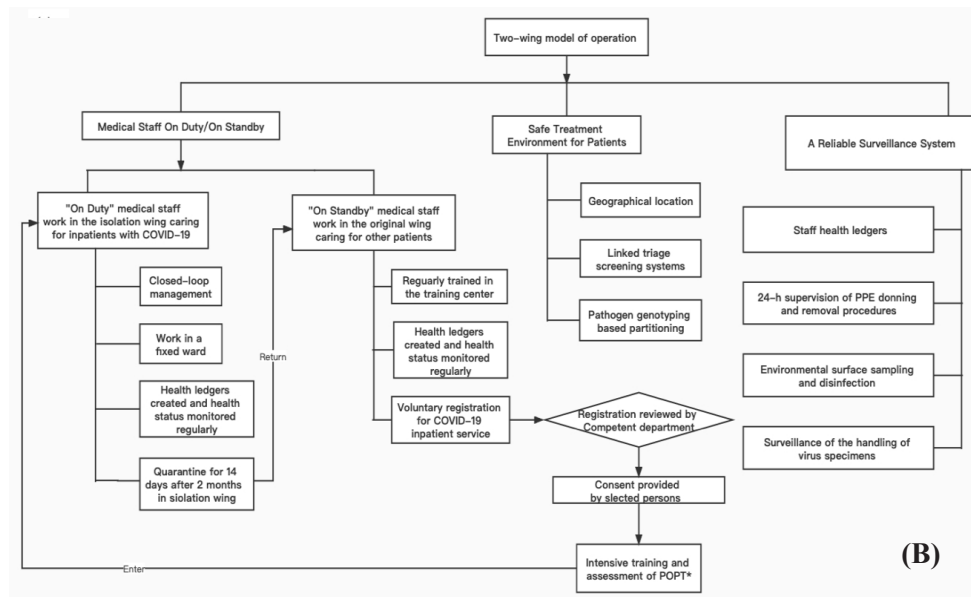 Two-wing model of operation
Medical Staff On Duty/On Standby
Safe Treatment
Environment for Patients
A Reliable Surveillance System
"On Duty" medical staff
work in the isolation wing caring
for inpatients with COVID-19
"On Standby" medical staff
work in the original wing
caring for other patients
Closed-loop
management
Work in a
fixed ward
Health ledgers
created and health
status monitored
regularly
Quarantine for 14
days after 2 months
in siolation wing
Return
Reguarly trained in
the training center
Health ledgers
created and health
status monitored
regularly
Voluntary registration
for COVID-19
inpatient service
Registration reviewed by
Competent department
Consent provided
by slected persons
Intensive training and
assessment of POPT*
Enter
Geographical location
Linked triage
screening systems
Pathogen genotyping
based partitioning
Staff health ledgers
24-h supervision of PPE donning
and removal procedures
Environmental surface sampling
and disinfection
Surveillance of the handling of
virus specimens
(B)